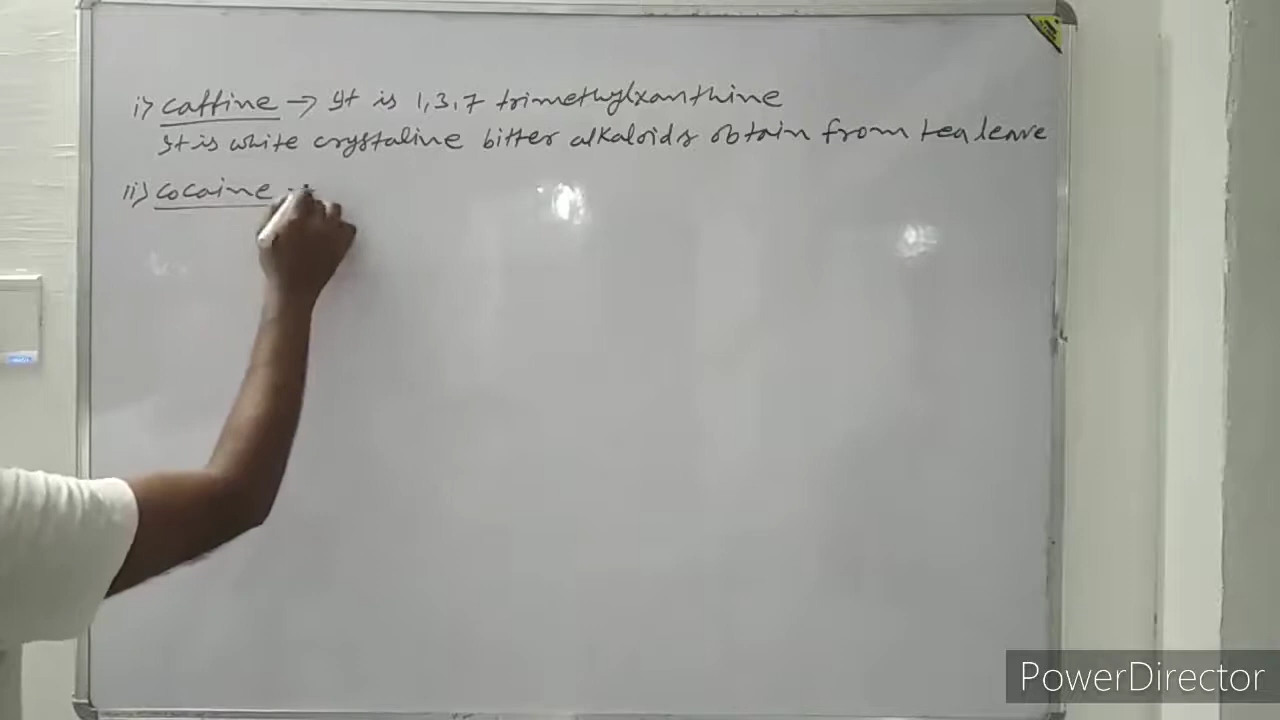 i) caffine → It is 1,3,7 trimethylxanthine
It is white crystaline bitter alkaloids obtain from tea leave
ii) cocaine
PowerDirector